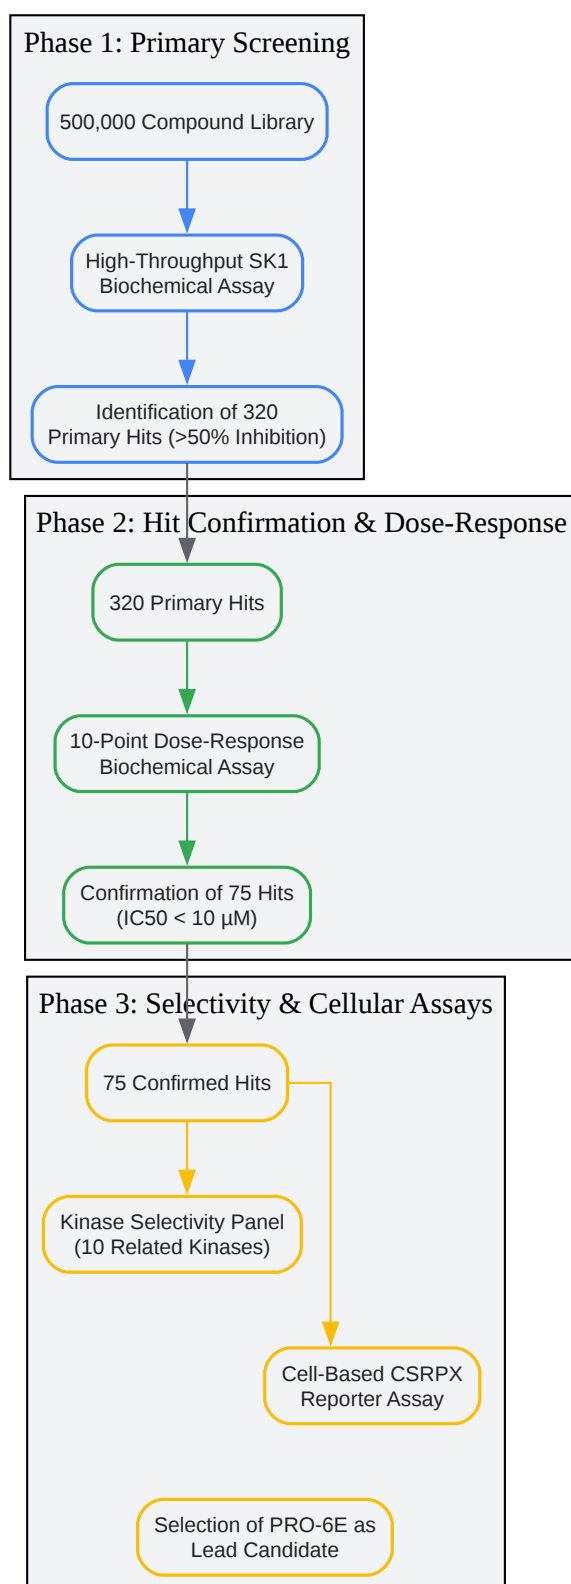 Phase 1: Primary Screening
500,000 Compound Library
High-Throughput SK1
Biochemical Assay
Identification of 320
Primary Hits (>50% Inhibition)
Phase 2: Hit Confirmation & Dose-Response
320 Primary Hits
10-Point Dose-Response
Biochemical Assay
Confirmation of 75 Hits
(IC50 < 10 µM)
Phase 3: Selectivity & Cellular Assays
75 Confirmed Hits
Kinase Selectivity Panel
(10 Related Kinases)
Cell-Based CSRPX
Reporter Assay
Selection of PRO-6E as
Lead Candidate